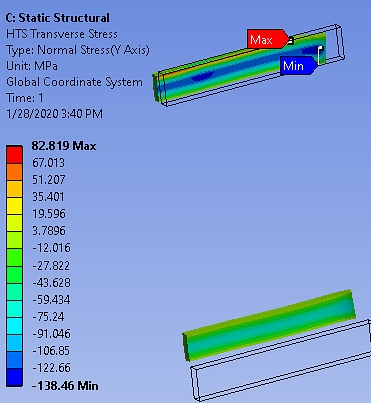 C: Static Structural
HTS Transverse Stress
Type: Normal Stress(Y Axis)
Unit: MPa
Global Coordinate System
Time: 1
1/28/2020 3:40 PM
Max
Min
82.819 Max
67.013
51.207
35.401
19.596
3.7896
-12.016
-27.822
-43.628
-59.434
-75.24
-91.046
-106.85
-122.66
-138.46 Min